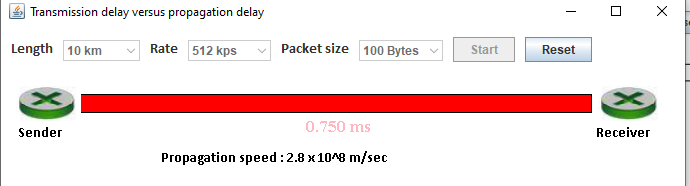 Transmission delay versus propagation delay
Length 10 km Rate 512 kps Packet size 100 Bytes Start Reset
Sender
0.750 ms
Receiver
Propagation speed : 2.8 x 10^8 m/sec